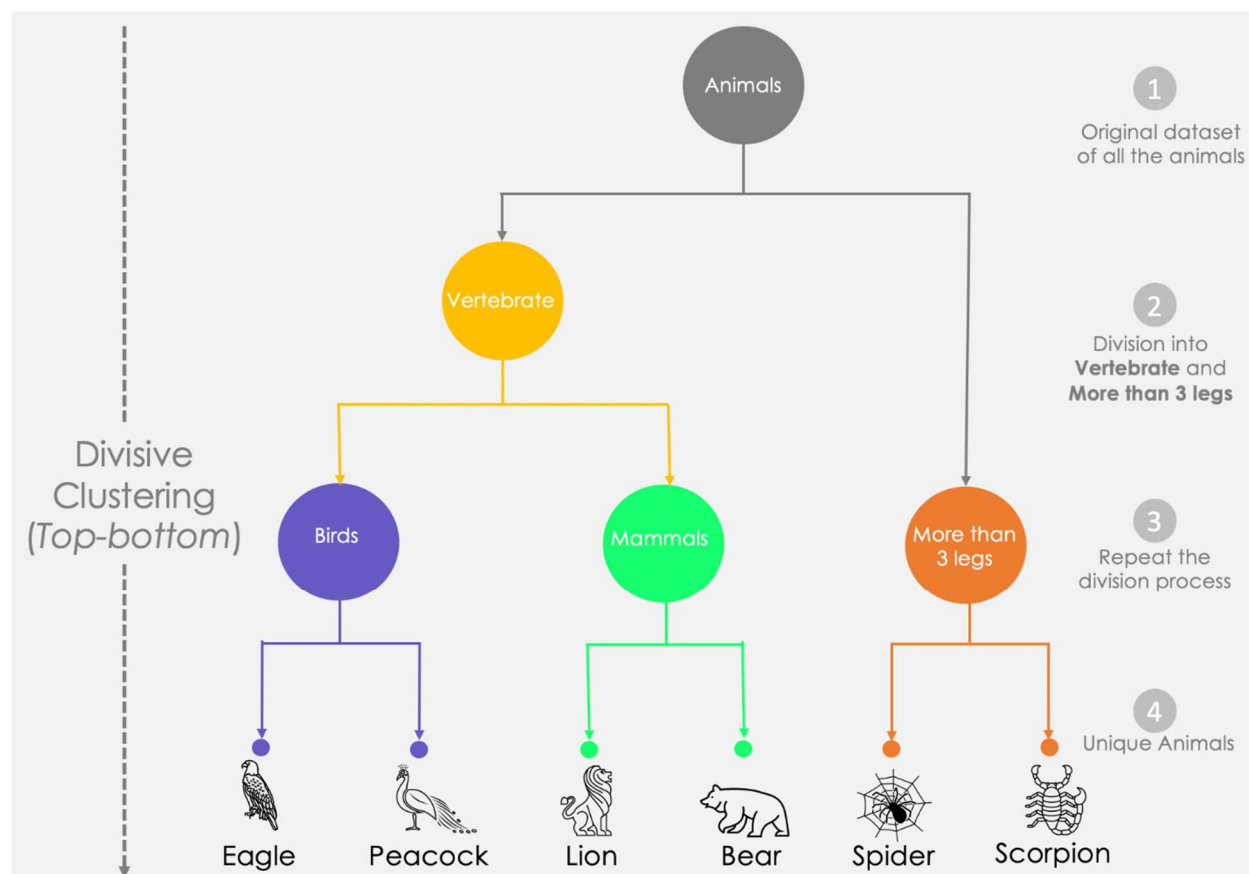 Animals
1
Original dataset
of all the animals
Vertebrate
2
Division into
Vertebrate and
More than 3 legs
Divisive
Clustering
(Top-bottom)
Birds
Mammals
More than
3 legs
3
Repeat the
division process
4
Unique Animals
Eagle
Peacock
Lion
Bear
Spider
Scorpion